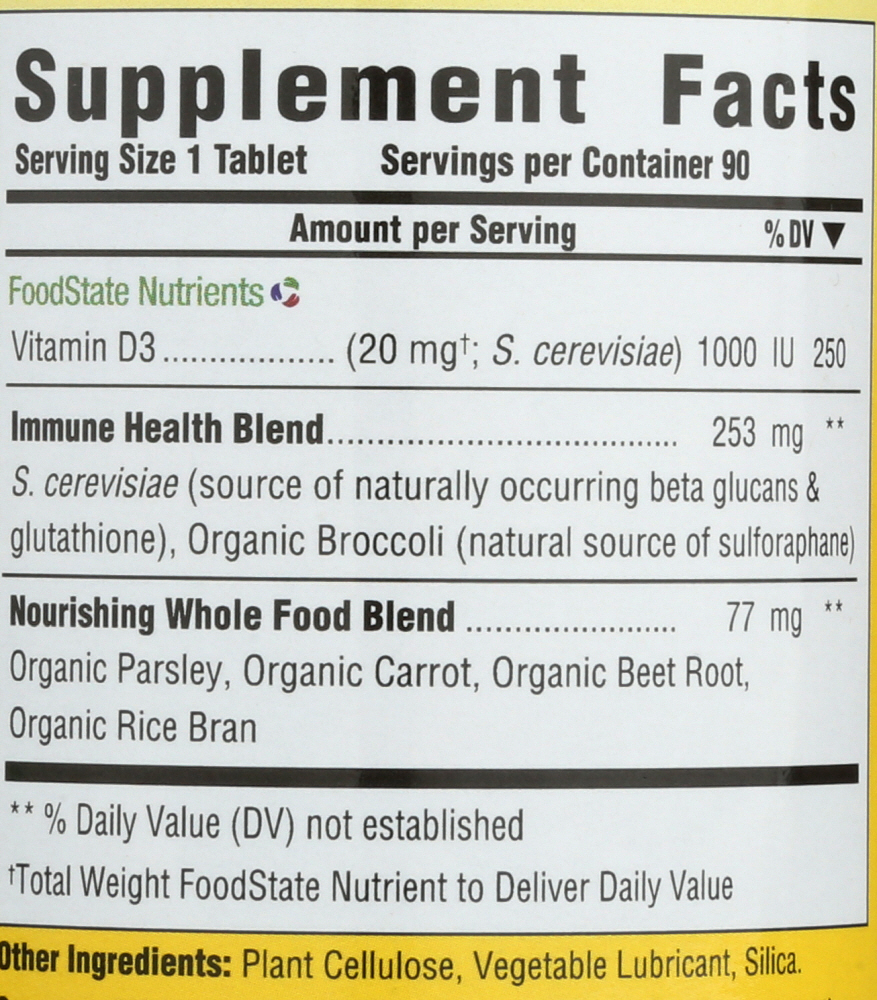 Supplement Facts
Serving Size 1 Tablet Servings per Container 90
Amount per Serving % DV ▼
FoodState Nutrients
Vitamin D3.................. (20 mg†; S. cerevisiae) 1000 IU 250
Immune Health Blend..................................... 253 mg **
S. cerevisiae (source of naturally occurring beta glucans &
glutathione), Organic Broccoli (natural source of sulforaphane)
Nourishing Whole Food Blend ...................... 77 mg **
Organic Parsley, Organic Carrot, Organic Beet Root,
Organic Rice Bran
** % Daily Value (DV) not established
†Total Weight FoodState Nutrient to Deliver Daily Value
Other Ingredients: Plant Cellulose, Vegetable Lubricant, Silica.